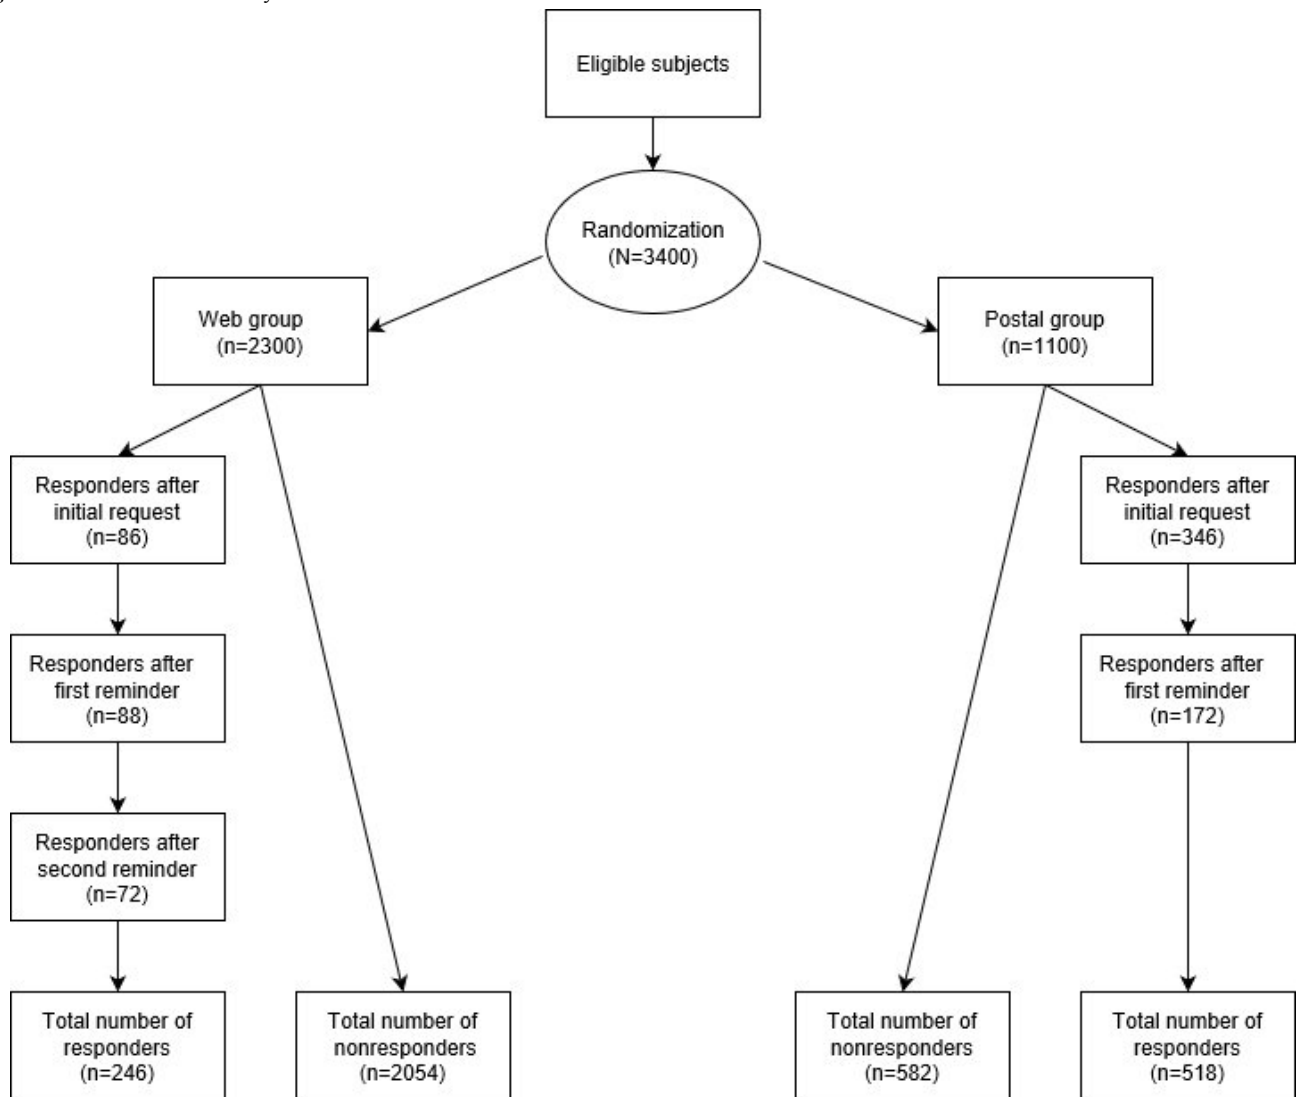 Eligible subjects
Randomization
(N=3400)
Web group
(n=2300)
Postal group
(n=1100)
Responders after
initial request
(n=86)
Responders after
initial request
(n=346)
Responders after
first reminder
(n=88)
Responders after
first reminder
(n=172)
Responders after
second reminder
(n=72)
Total number of
responders
(n=246)
Total number of
nonresponders
(n=2054)
Total number of
nonresponders
(n=582)
Total number of
responders
(n=518)